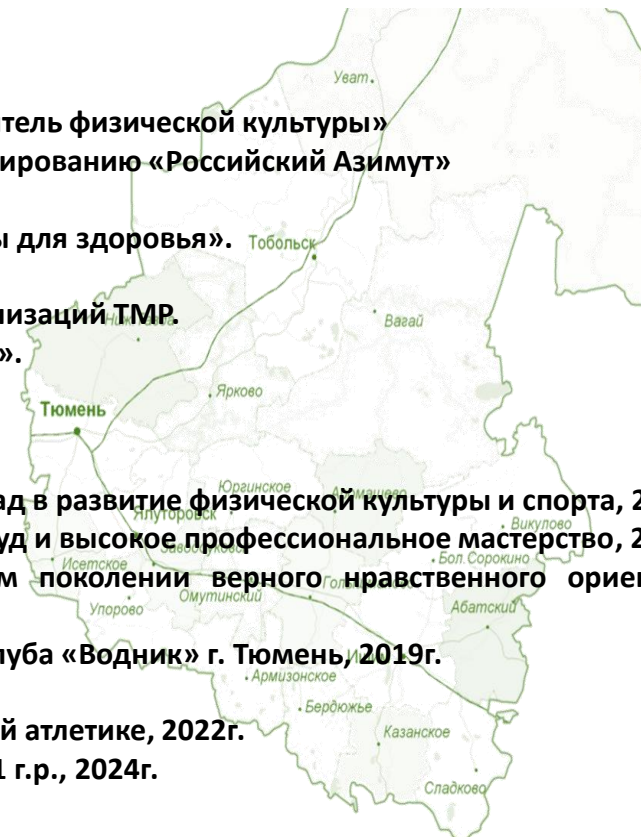 Уват
тель физической культуры»
ированию «Российский Азимут»
ы для здоровья».
Тобольск
низаций ТМР.
Вагай
».
Ярково
Тюмень
Юргинское
ад в развитие физической культуры и спорта, 2
Ялуторовск
Викулово
уд и высокое профессиональное мастерство, 2
Исетское
Бол.Сорокино
м поколении верного нравственного орие
Омутинский
Упорово
Абатский
луба «Водник» г. Тюмень, 2019г.
Армизонское
Бердюжье
й атлетике, 2022г.
Казанское
1 г.р., 2024г.
Сладково